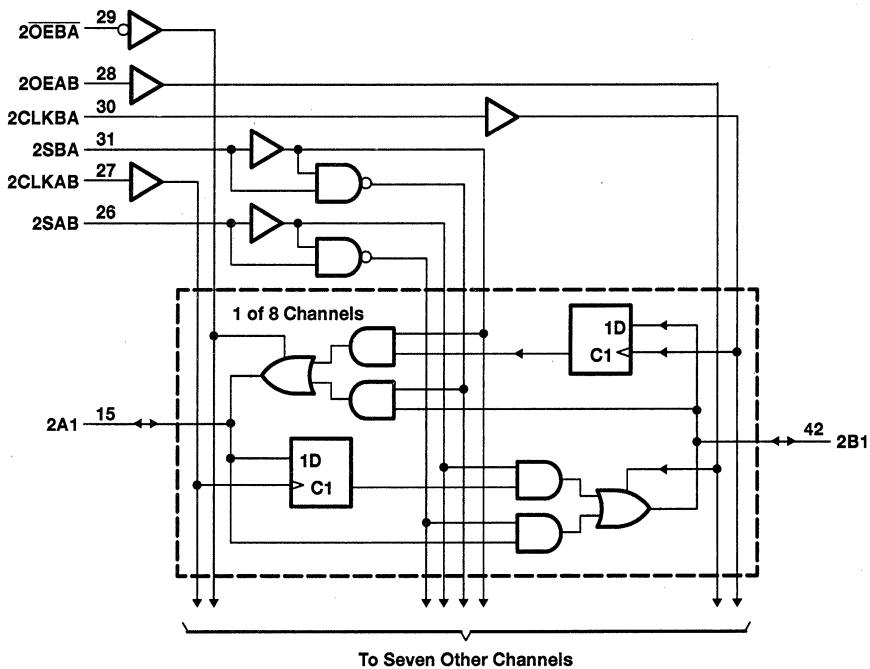 2OEBA 29
2OEAB 28
2CLKBA 30
2SBA 31
2CLKAB 27
2SAB 26
1 of 8 Channels
1D
C1
2A1 15
1D
C1
42 2B1
To Seven Other Channels